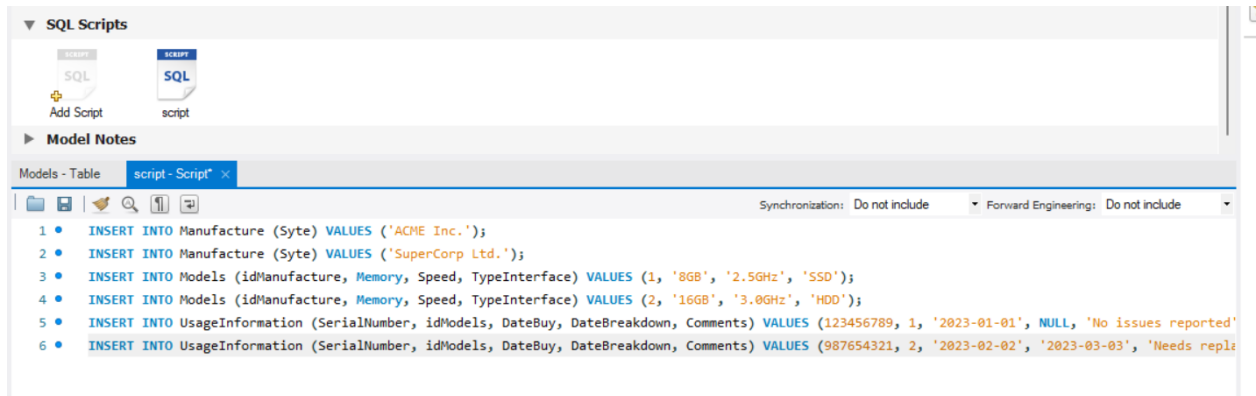 SQL Scripts
SCRIPT
SQL
Add Script
SCRIPT
SQL
script
Model Notes
Models - Table
script - Script*
Synchronization: Do not include
Forward Engineering: Do not include
1 INSERT INTO Manufacture (Syte) VALUES ('ACME Inc.');
2 INSERT INTO Manufacture (Syte) VALUES ('SuperCorp Ltd.');
3 INSERT INTO Models (idManufacture, Memory, Speed, TypeInterface) VALUES (1, '8GB', '2.5GHz', 'SSD');
4 INSERT INTO Models (idManufacture, Memory, Speed, TypeInterface) VALUES (2, '16GB', '3.0GHz', 'HDD');
5 INSERT INTO UsageInformation (SerialNumber, idModels, DateBuy, DateBreakdown, Comments) VALUES (123456789, 1, '2023-01-01', NULL, 'No issues reported'
6 INSERT INTO UsageInformation (SerialNumber, idModels, DateBuy, DateBreakdown, Comments) VALUES (987654321, 2, '2023-02-02', '2023-03-03', 'Needs repla